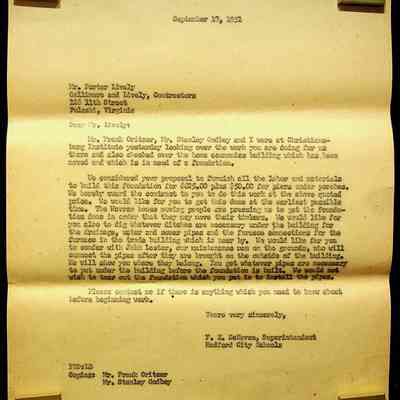 September 18, 1951
Mr. Porter Lively
Gallimore and Lively, Contractors
11th Street
Pulaski, Virginia
Dear Mr. Lively:
Mr. Frank Critzer, Mr. Stanley Godbey and I were at Christians-
burg Institute yesterday looking over the work you are doing for us
there and also checked over the home economics building which has been
moved and which is in need of a foundation.
We considered your proposal to furnish all the labor and materials
to build this foundation for plus $50.00 for piers under porches.
We hereby award the contract to you to do this work at the above quoted
price. We would like for you to get this done at the earliest possible
time. The house moving people are pressing us to get the founda-
tion done in order that they may move their timbers. We would like for
you also to dig whatever ditches are necessary under the building for
the drainage, water and sewer pipes and the furnace connections for the
furnace in the trade building which is near by. We would like for you
to confer with John Lester, our maintenance man on the grounds, who will
connect the pipes after they are brought on the outside of the building.
He will show you where they belong. Put whatever pipes are necessary
to put under the building before the foundation is built. We would not
wish to tear out the foundation which you put in to install the pipes.
Please contact me if there is anything which you need to know about
before beginning work.
Yours very sincerely,
F. E. DeHaven, Superintendent
Radford City Schools
Copies: Mr. Frank Critzer
Mr. Stanley Godbey